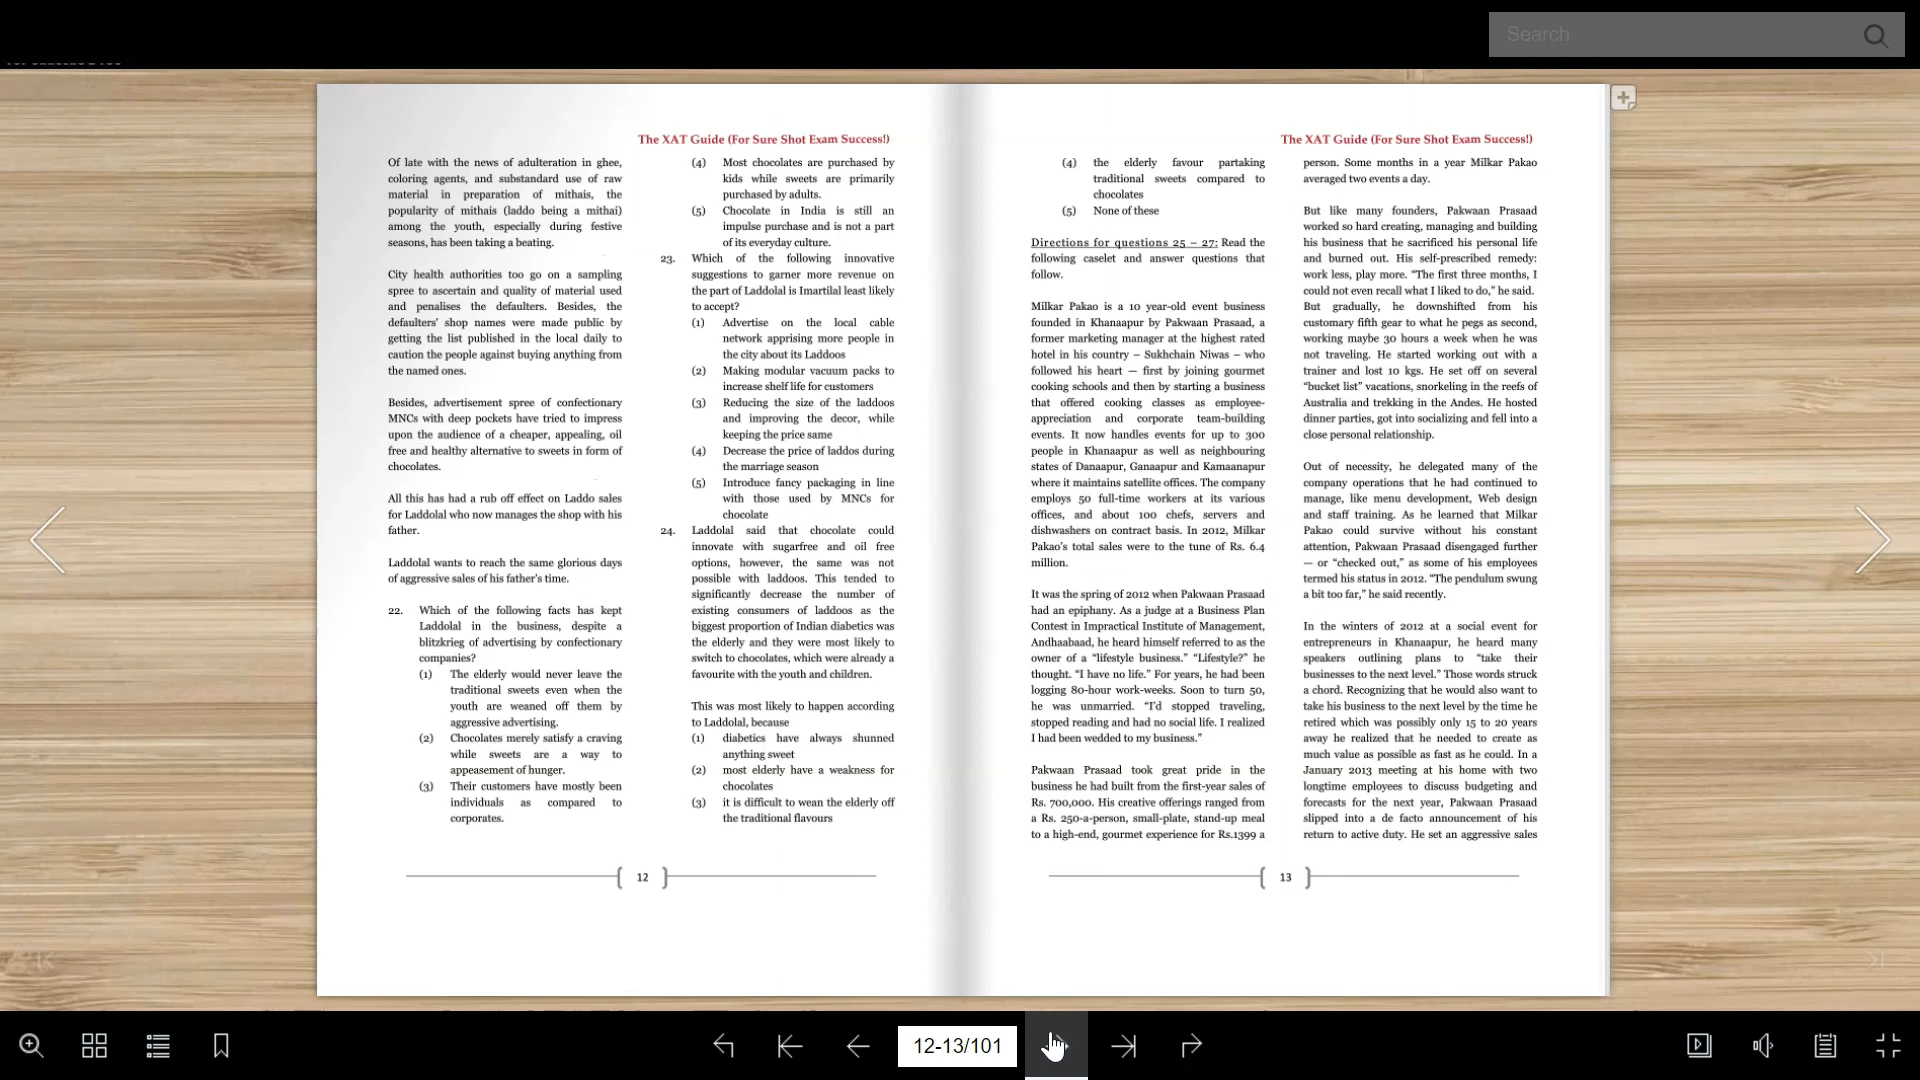 Search
The XAT Guide (For Sure Shot Exam Success!)
Of late with the news of adulteration in ghee,
coloring agents, and substandard use of raw
material in preparation of mithais, the
popularity of mithais (laddo being a mithai)
among the youth, especially during festive
seasons, has been taking a beating.
City health authorities too go on a sampling
spree to ascertain and quality of material used
and penalises the defaulters. Besides, the
defaulters' shop names were made public by
getting the list published in the local daily to
caution the people against buying anything from
the named ones.
Besides, advertisement spree of confectionary
MNCs with deep pockets have tried to impress
upon the audience of a cheaper, appealing, oil
free and healthy alternative to sweets in form of
chocolates.
All this has had a rub off effect on Laddo sales
for Laddolal who now manages the shop with his
father.
Laddolal wants to reach the same glorious days
of aggressive sales of his father's time.
22. Which of the following facts has kept
Laddolal in the business, despite a
blitzkrieg of advertising by confectionary
companies?
(1) The elderly would never leave the
traditional sweets even when the
youth are weaned off them by
aggressive advertising.
(2) Chocolates merely satisfy a craving
while sweets are a way to
appeasement of hunger.
(3) Their customers have mostly been
individuals as compared to
corporates.
(4) Most chocolates are purchased by
kids while sweets are primarily
purchased by adults.
(5) Chocolate in India is still an
impulse purchase and is not a part
of its everyday culture.
23. Which of the following innovative
suggestions to garner more revenue on
the part of Laddolal is Imartilal least likely
to accept?
(1) Advertise on the local cable
network apprising more people in
the city about its Laddoos
(2) Making modular vacuum packs to
increase shelf life for customers
(3) Reducing the size of the laddoos
and improving the decor, while
keeping the price same
(4) Decrease the price of laddos during
the marriage season
(5) Introduce fancy packaging in line
with those used by MNCs for
chocolate
24. Laddolal said that chocolate could
innovate with sugarfree and oil free
options, however, the same was not
possible with laddoos. This tended to
significantly decrease the number of
existing consumers of laddoos as the
biggest proportion of Indian diabetics was
the elderly and they were most likely to
switch to chocolates, which were already a
favourite with the youth and children.
This was most likely to happen according
to Laddolal, because
(1) diabetics have always shunned
anything sweet
(2) most elderly have a weakness for
chocolates
(3) it is difficult to wean the elderly off
the traditional flavours
12
The XAT Guide (For Sure Shot Exam Success!)
(4) the elderly favour partaking
traditional sweets compared to
chocolates
(5) None of these
Directions for questions 25 – 27: Read the
following caselet and answer questions that
follow.
Milkar Pakao is a 10 year-old event business
founded in Khanaapur by Pakwaan Prasaad, a
former marketing manager at the highest rated
hotel in his country – Sukhchain Niwas – who
followed his heart — first by joining gourmet
cooking schools and then by starting a business
that offered cooking classes as employee-
appreciation and corporate team-building
events. It now handles events for up to 300
people in Khanaapur as well as neighbouring
states of Danaapur, Ganaapur and Kamaanapur
where it maintains satellite offices. The company
employs 50 full-time workers at its various
offices, and about 100 chefs, servers and
dishwashers on contract basis. In 2012, Milkar
Pakao's total sales were to the tune of Rs. 6.4
million.
It was the spring of 2012 when Pakwaan Prasaad
had an epiphany. As a judge at a Business Plan
Contest in Impractical Institute of Management,
Andhaabaad, he heard himself referred to as the
owner of a “lifestyle business.” “Lifestyle?” he
thought. “I have no life.” For years, he had been
logging 80-hour work-weeks. Soon to turn 50,
he was unmarried. “I'd stopped traveling,
stopped reading and had no social life. I realized
I had been wedded to my business.”
Pakwaan Prasaad took great pride in the
business he had built from the first-year sales of
Rs. 700,000. His creative offerings ranged from
a Rs. 250-a-person, small-plate, stand-up meal
to a high-end, gourmet experience for Rs.1399 a
person. Some months in a year Milkar Pakao
averaged two events a day.
But like many founders, Pakwaan Prasaad
worked so hard creating, managing and building
his business that he sacrificed his personal life
and burned out. His self-prescribed remedy:
work less, play more. “The first three months, I
could not even recall what I liked to do,” he said.
But gradually, he downshifted from his
customary fifth gear to what he pegs as second,
working maybe 30 hours a week when he was
not traveling. He started working out with a
trainer and lost 10 kgs. He set off on several
“bucket list” vacations, snorkeling in the reefs of
Australia and trekking in the Andes. He hosted
dinner parties, got into socializing and fell into a
close personal relationship.
Out of necessity, he delegated many of the
company operations that he had continued to
manage, like menu development, Web design
and staff training. As he learned that Milkar
Pakao could survive without his constant
attention, Pakwaan Prasaad disengaged further
— or “checked out,” as some of his employees
termed his status in 2012. “The pendulum swung
a bit too far,” he said recently.
In the winters of 2012 at a social event for
entrepreneurs in Khanaapur, he heard many
speakers outlining plans to “take their
businesses to the next level.” Those words struck
a chord. Recognizing that he would also want to
take his business to the next level by the time he
retired which was possibly only 15 to 20 years
away he realized that he needed to create as
much value as possible as fast as he could. In a
January 2013 meeting at his home with two
longtime employees to discuss budgeting and
forecasts for the next year, Pakwaan Prasaad
slipped into a de facto announcement of his
return to active duty. He set an aggressive sales
13
12-13/101